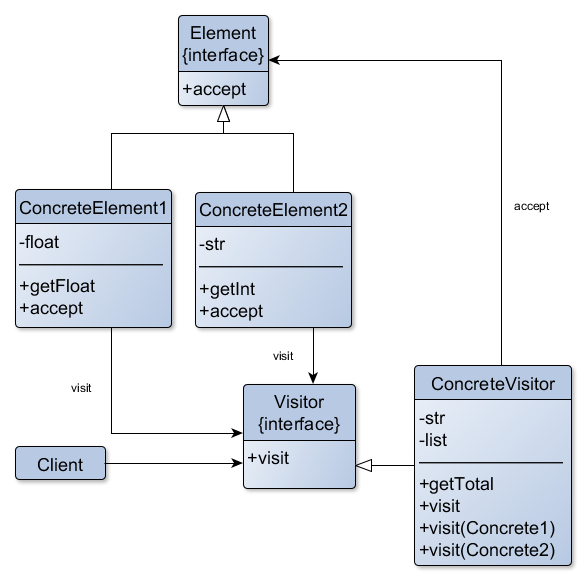 Element
{interface}
+accept
accept
ConcreteElement1
-float
+getFloat
+accept
ConcreteElement2
-str
+getInt
+accept
visit
visit
Visitor
{interface}
+visit
Client
ConcreteVisitor
-str
-list
+getTotal
+visit
+visit(Concrete1)
+visit(Concrete2)